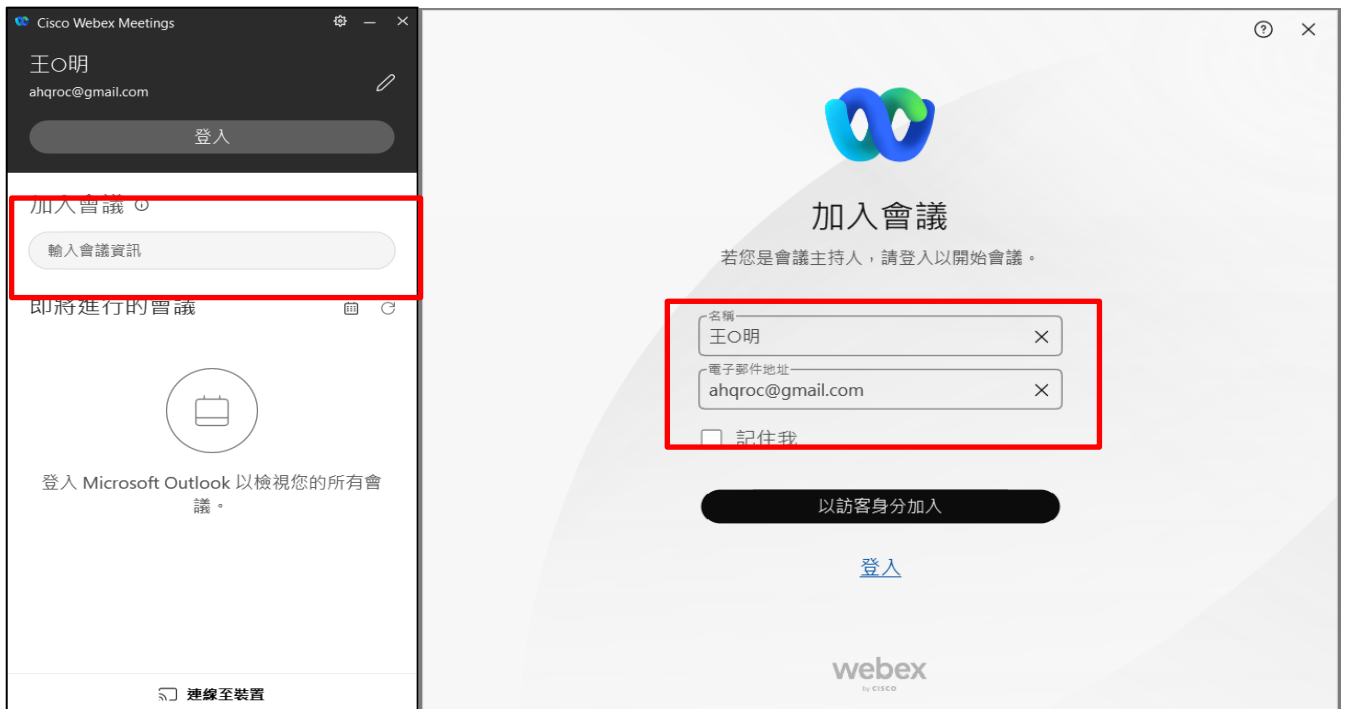 Cisco Webex Meetings
王○明
ahqroc@gmail.com
登入
加入會議
輸入會議資訊
即將進行的會議
登入 Microsoft Outlook 以檢視您的所有會
議。
連線至裝置
加入會議
若您是會議主持人，請登入以開始會議。
名稱
王○明
電子郵件地址
ahqroc@gmail.com
記住我
以訪客身分加入
登入
webex
by CISCO